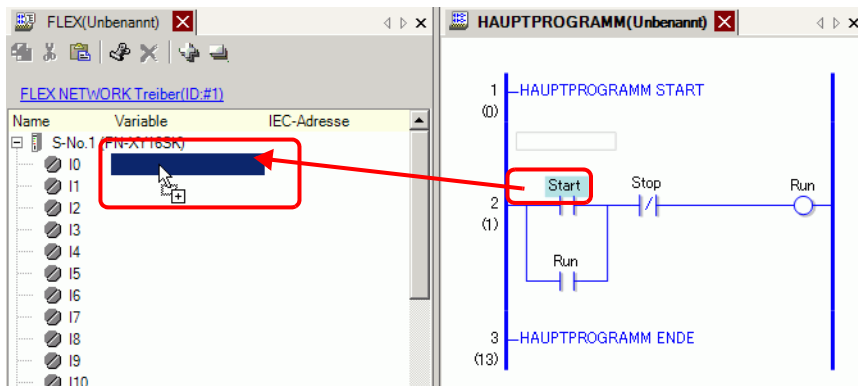 FLEX(Unbenannt)
FLEX NETWORK Treiber(ID:#1)
Name Variable IEC-Adresse
S-No.1 (FN-XY16SK)
I0
I1
I2
I3
I4
I5
I6
I7
I8
I9
I10
HAUPTPROGRAMM(Unbenannt)
1 HAUPTPROGRAMM START
(0)
Start Stop Run
2
(1)
Run
3 HAUPTPROGRAMM ENDE
(13)